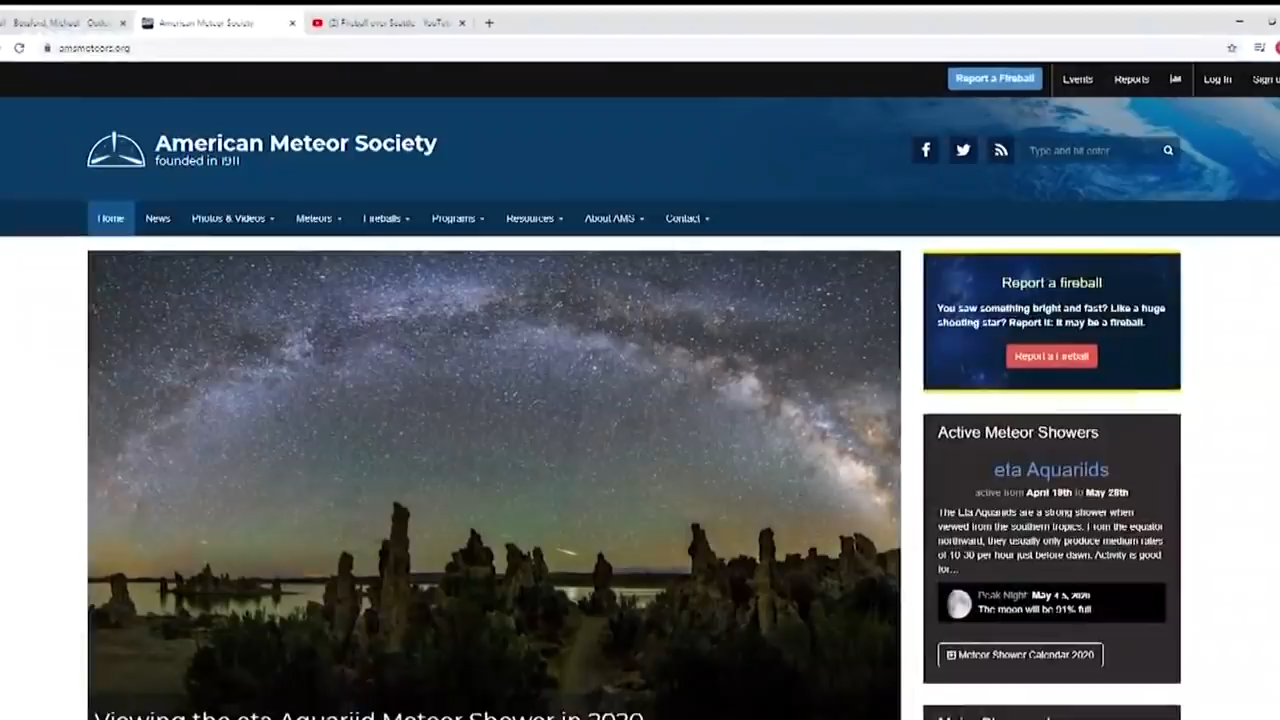 American Meteor Society
(2) Fireball over Seattle - YouTub
amsmeteors.org
Report a Fireball
Events
Reports
Log In
Sign u
American Meteor Society
founded in 1911
Type and hit enter
Home
News
Photos & Videos
Meteors
Fireballs
Programs
Resources
About AMS
Contact
Report a fireball
You saw something bright and fast? Like a huge
shooting star? Report it: it may be a fireball.
Report a Fireball
Active Meteor Showers
eta Aquariids
active from April 19th to May 28th
The Eta Aquariids are a strong shower when
viewed from the southern tropics. From the equator
northward, they usually only produce medium rates
of 10-30 per hour just before dawn. Activity is good
for...
Peak Night: May 4-5, 2020
The moon will be 91% full
Meteor Shower Calendar 2020
Viewing the eta Aquariid Meteor Shower in 2020